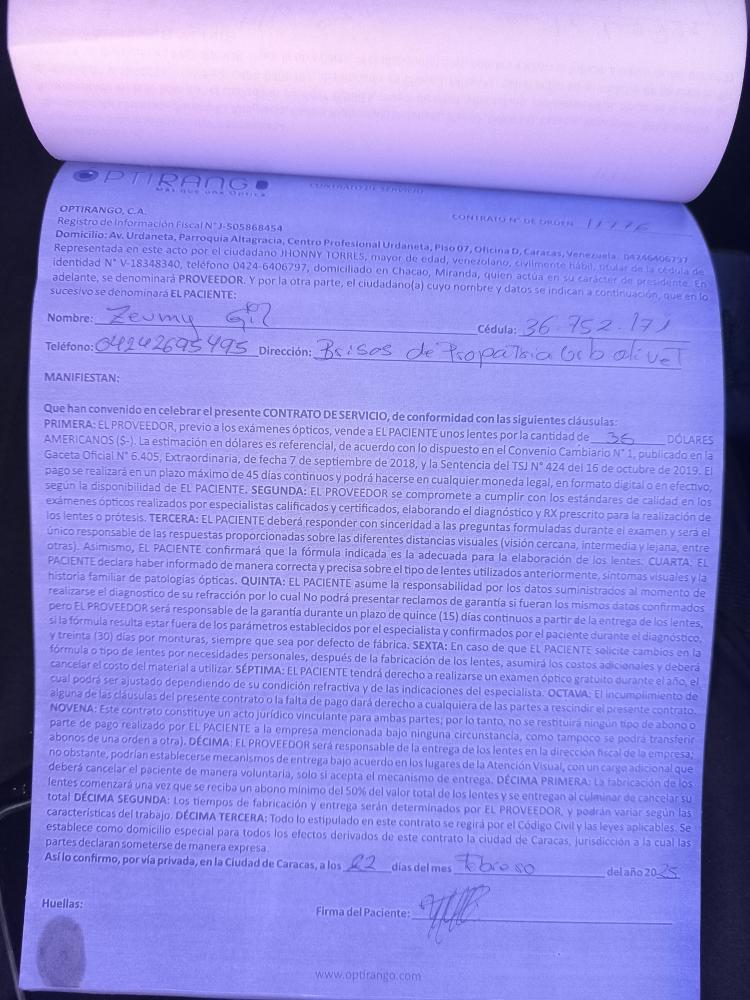 OPTIRANGO
Más que una Óptica
CONTRATO DE SERVICIO
OPTIRANGO, C.A.
CONTRATO N° DE ORDEN 11776
Registro de Información Fiscal N°J-505868454
Domicilio: Av. Urdaneta, Parroquia Altagracia, Centro Profesional Urdaneta, Piso 07, Oficina D, Caracas, Venezuela. 04246406797
Representada en este acto por el ciudadano JHONNY TORRES, mayor de edad, venezolano, civilmente hábil, titular de la cédula de
identidad N° V-18348340, teléfono 0424-6406797, domiciliado en Chacao, Miranda, quien actúa en su carácter de presidente. En
adelante, se denominará PROVEEDOR. Y por la otra parte, el ciudadano(a) cuyo nombre y datos se indican a continuación, que en lo
sucesivo se denominará EL PACIENTE:
Nombre: Zeumy Gil Cédula: 36.752.171
Teléfono: 04242695495 Dirección: Brisas de Propatria Urb olivet
MANIFIESTAN:
Que han convenido en celebrar el presente CONTRATO DE SERVICIO, de conformidad con las siguientes cláusulas:
PRIMERA: EL PROVEEDOR, previo a los exámenes ópticos, vende a EL PACIENTE unos lentes por la cantidad de 36 DÓLARES
AMERICANOS ($-). La estimación en dólares es referencial, de acuerdo con lo dispuesto en el Convenio Cambiario N° 1, publicado en la
Gaceta Oficial N° 6.405, Extraordinaria, de fecha 7 de septiembre de 2018, y la Sentencia del TSJ N° 424 del 16 de octubre de 2019. El
pago se realizará en un plazo máximo de 45 días continuos y podrá hacerse en cualquier moneda legal, en formato digital o en efectivo,
según la disponibilidad de EL PACIENTE. SEGUNDA: EL PROVEEDOR se compromete a cumplir con los estándares de calidad en los
exámenes ópticos realizados por especialistas calificados y certificados, elaborando el diagnóstico y RX prescrito para la realización de
los lentes o prótesis. TERCERA: EL PACIENTE deberá responder con sinceridad a las preguntas formuladas durante el examen y será el
único responsable de las respuestas proporcionadas sobre las diferentes distancias visuales (visión cercana, intermedia y lejana, entre
otras). Asimismo, EL PACIENTE confirmará que la fórmula indicada es la adecuada para la elaboración de los lentes. CUARTA: EL
PACIENTE declara haber informado de manera correcta y precisa sobre el tipo de lentes utilizados anteriormente, síntomas visuales y la
historia familiar de patologías ópticas. QUINTA: EL PACIENTE asume la responsabilidad por los datos suministrados al momento de
realizarse el diagnostico de su refracción por lo cual No podrá presentar reclamos de garantía si fueran los mismos datos confirmados
pero EL PROVEEDOR será responsable de la garantía durante un plazo de quince (15) días continuos a partir de la entrega de los lentes,
si la fórmula resulta estar fuera de los parámetros establecidos por el especialista y confirmados por el paciente durante el diagnóstico,
y treinta (30) días por monturas, siempre que sea por defecto de fábrica. SEXTA: En caso de que EL PACIENTE solicite cambios en la
fórmula o tipo de lentes por necesidades personales, después de la fabricación de los lentes, asumirá los costos adicionales y deberá
cancelar el costo del material a utilizar. SÉPTIMA: EL PACIENTE tendrá derecho a realizarse un examen óptico gratuito durante el año, el
cual podrá ser ajustado dependiendo de su condición refractiva y de las indicaciones del especialista. OCTAVA: El incumplimiento de
alguna de las cláusulas del presente contrato o la falta de pago dará derecho a cualquiera de las partes a rescindir el presente contrato.
NOVENA: Este contrato constituye un acto jurídico vinculante para ambas partes; por lo tanto, no se restituirá ningún tipo de abono o
parte de pago realizado por EL PACIENTE a la empresa mencionada bajo ninguna circunstancia, como tampoco se podrá transferir
abonos de una orden a otra). DÉCIMA: EL PROVEEDOR será responsable de la entrega de los lentes en la dirección fiscal de la empresa;
no obstante, podrían establecerse mecanismos de entrega bajo acuerdo en los lugares de la Atención Visual, con un cargo adicional que
deberá cancelar el paciente de manera voluntaria, solo si acepta el mecanismo de entrega. DÉCIMA PRIMERA: La fabricación de los
lentes comenzará una vez que se reciba un abono mínimo del 50% del valor total de los lentes y se entregan al culminar de cancelar su
total DÉCIMA SEGUNDA: Los tiempos de fabricación y entrega serán determinados por EL PROVEEDOR, y podrán variar según las
características del trabajo. DÉCIMA TERCERA: Todo lo estipulado en este contrato se regirá por el Código Civil y las leyes aplicables. Se
establece como domicilio especial para todos los efectos derivados de este contrato la ciudad de Caracas, jurisdicción a la cual las
partes declaran someterse de manera expresa.
Así lo confirmo, por vía privada, en la Ciudad de Caracas, a los 22 días del mes Febrero del año 2025
Huellas:
Firma del Paciente:
www.optirango.com